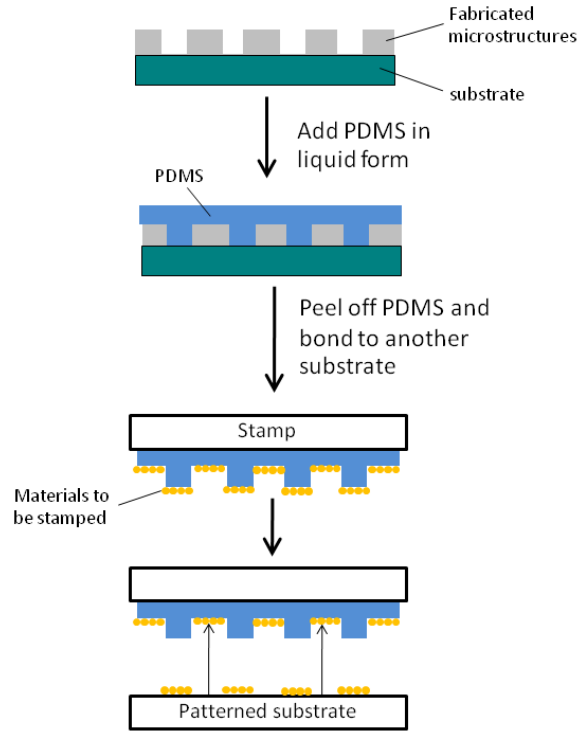 Fabricated
microstructures
substrate
Add PDMS in
liquid form
PDMS
Peel off PDMS and
bond to another
substrate
Stamp
Materials to
be stamped
Patterned substrate